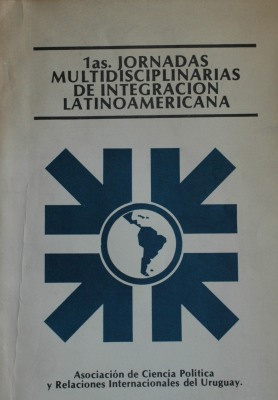 1as. JORNADAS
MULTIDISCIPLINARIAS
DE INTEGRACION
LATINOAMERICANA
Asociación de Ciencia Política
y Relaciones Internacionales del Uruguay.